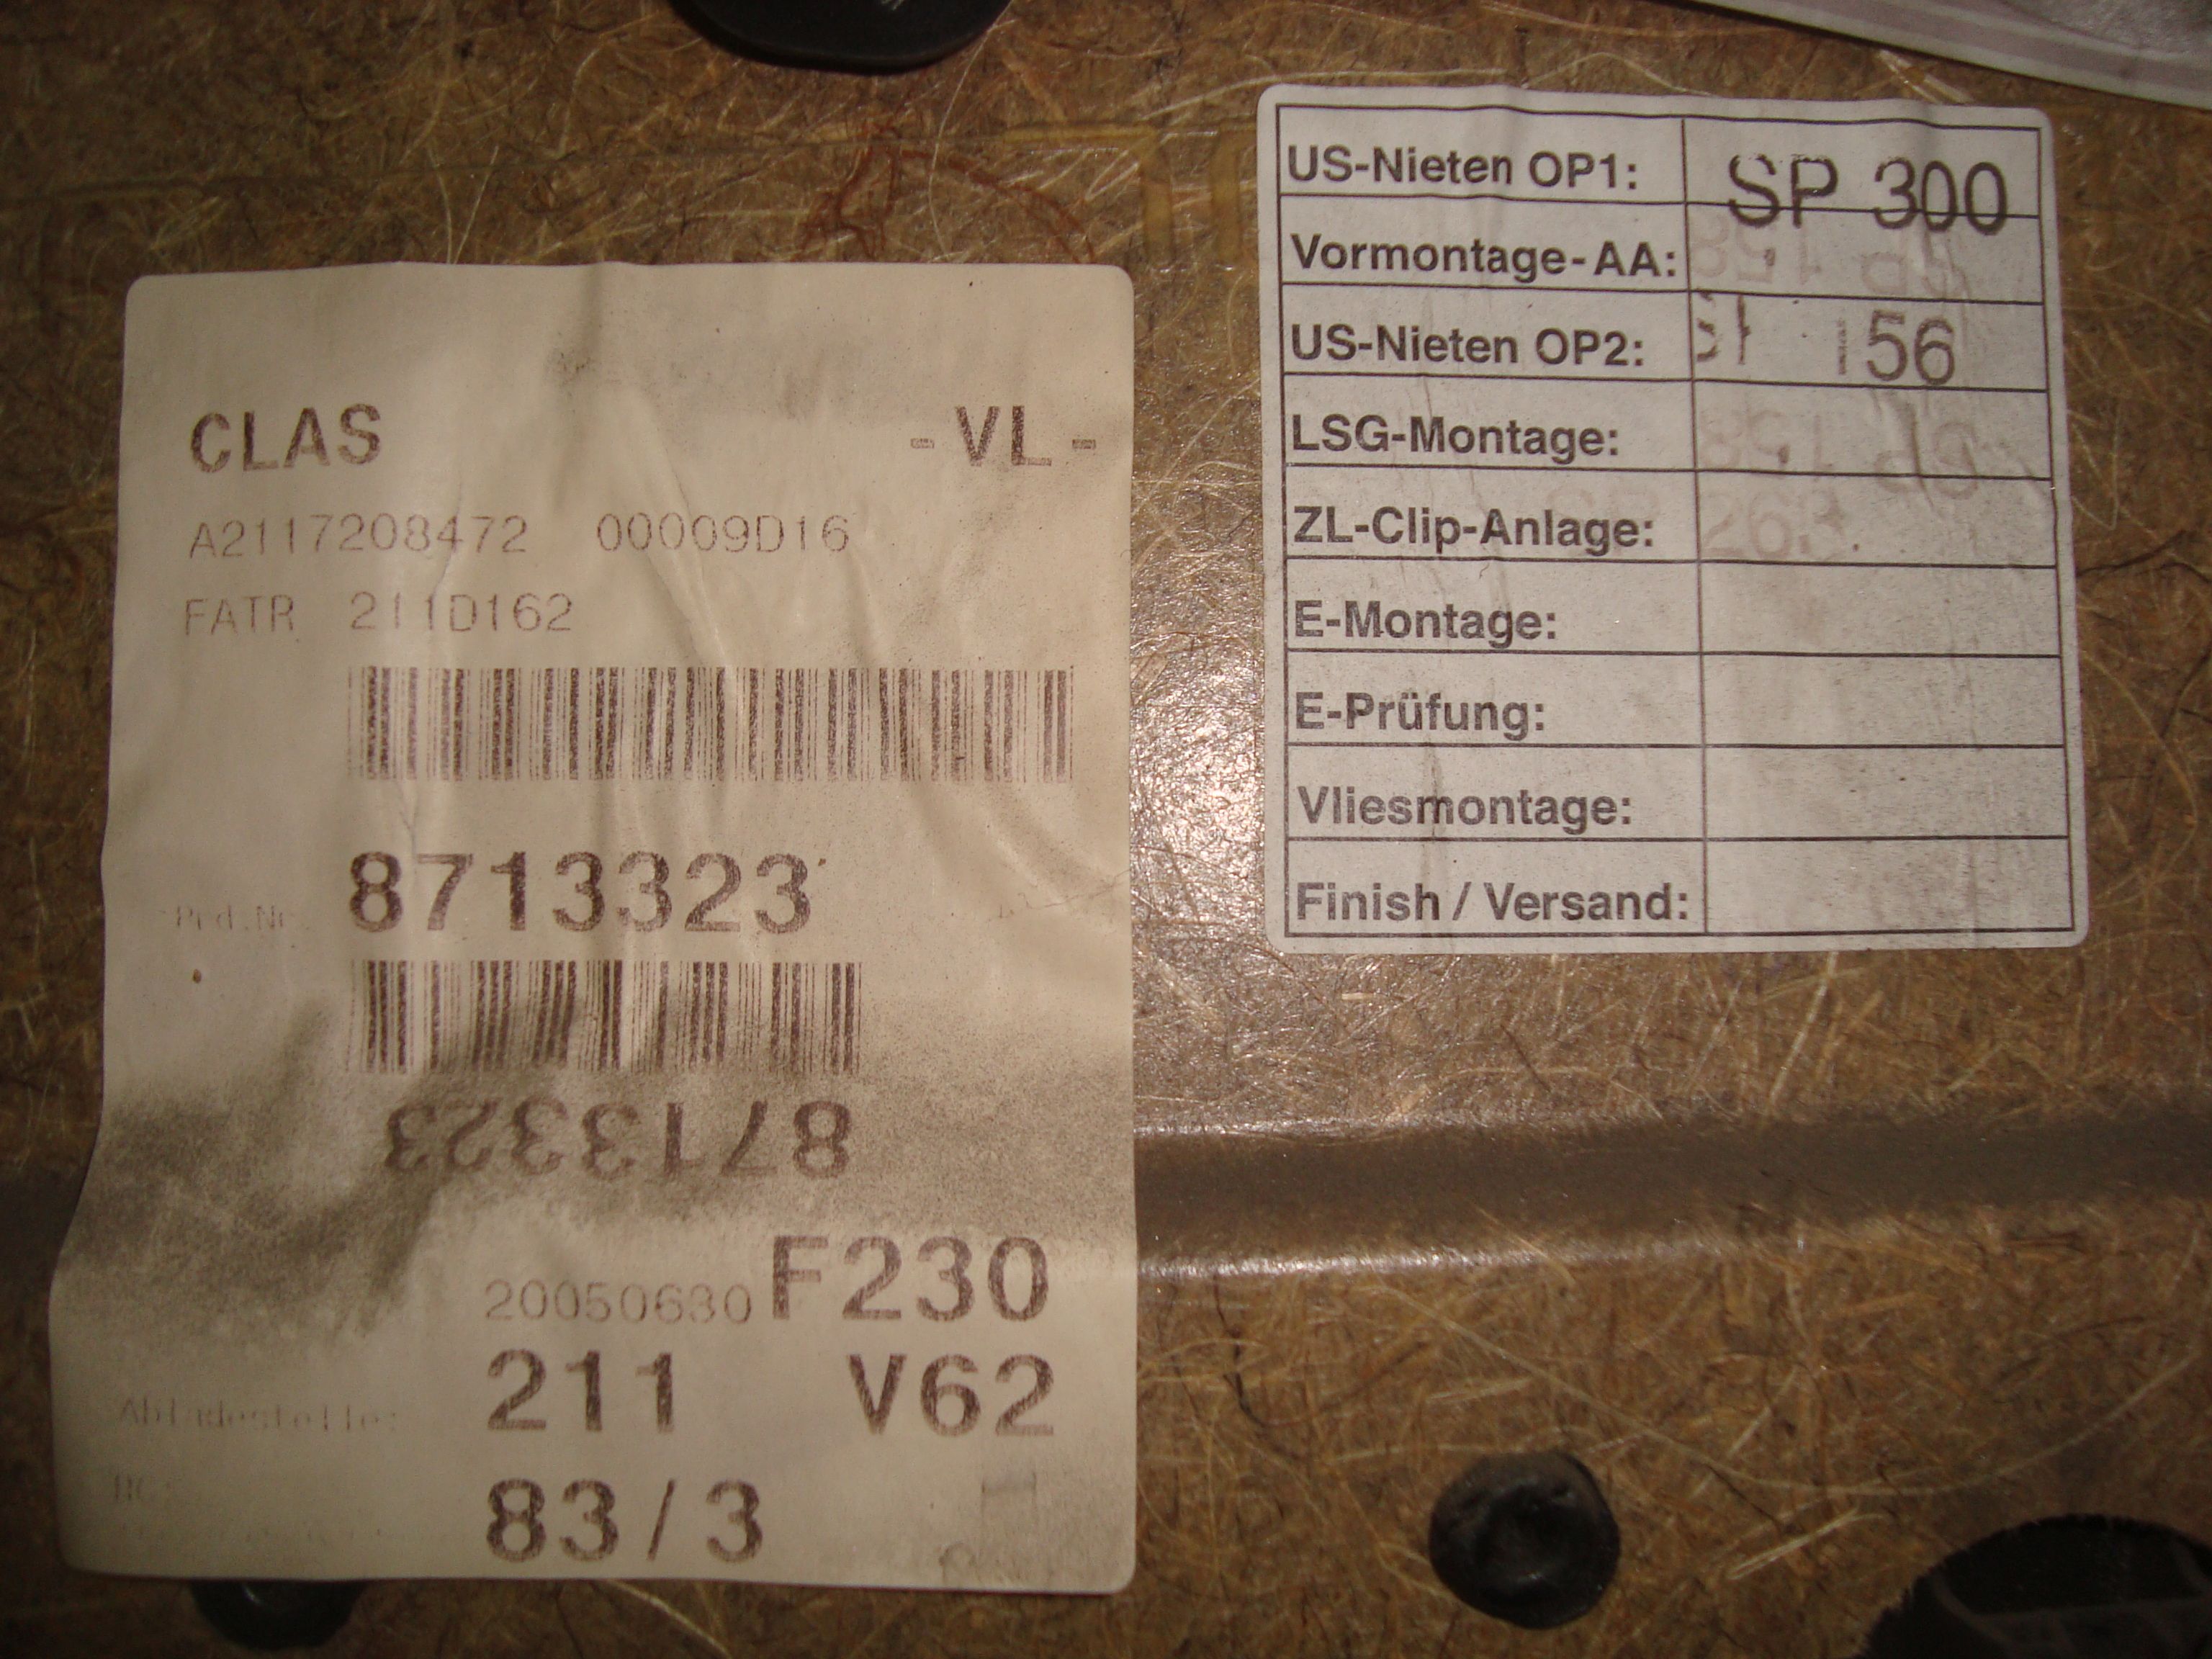 CLAS -VL-
A2117208472 00009D16
FATR 211D162
8713323
8713323
20050630 F230
211 V62
83/3
US-Nieten OP1: SP 300
Vormontage-AA:
US-Nieten OP2: 156
LSG-Montage:
ZL-Clip-Anlage:
E-Montage:
E-Prüfung:
Vliesmontage:
Finish / Versand: